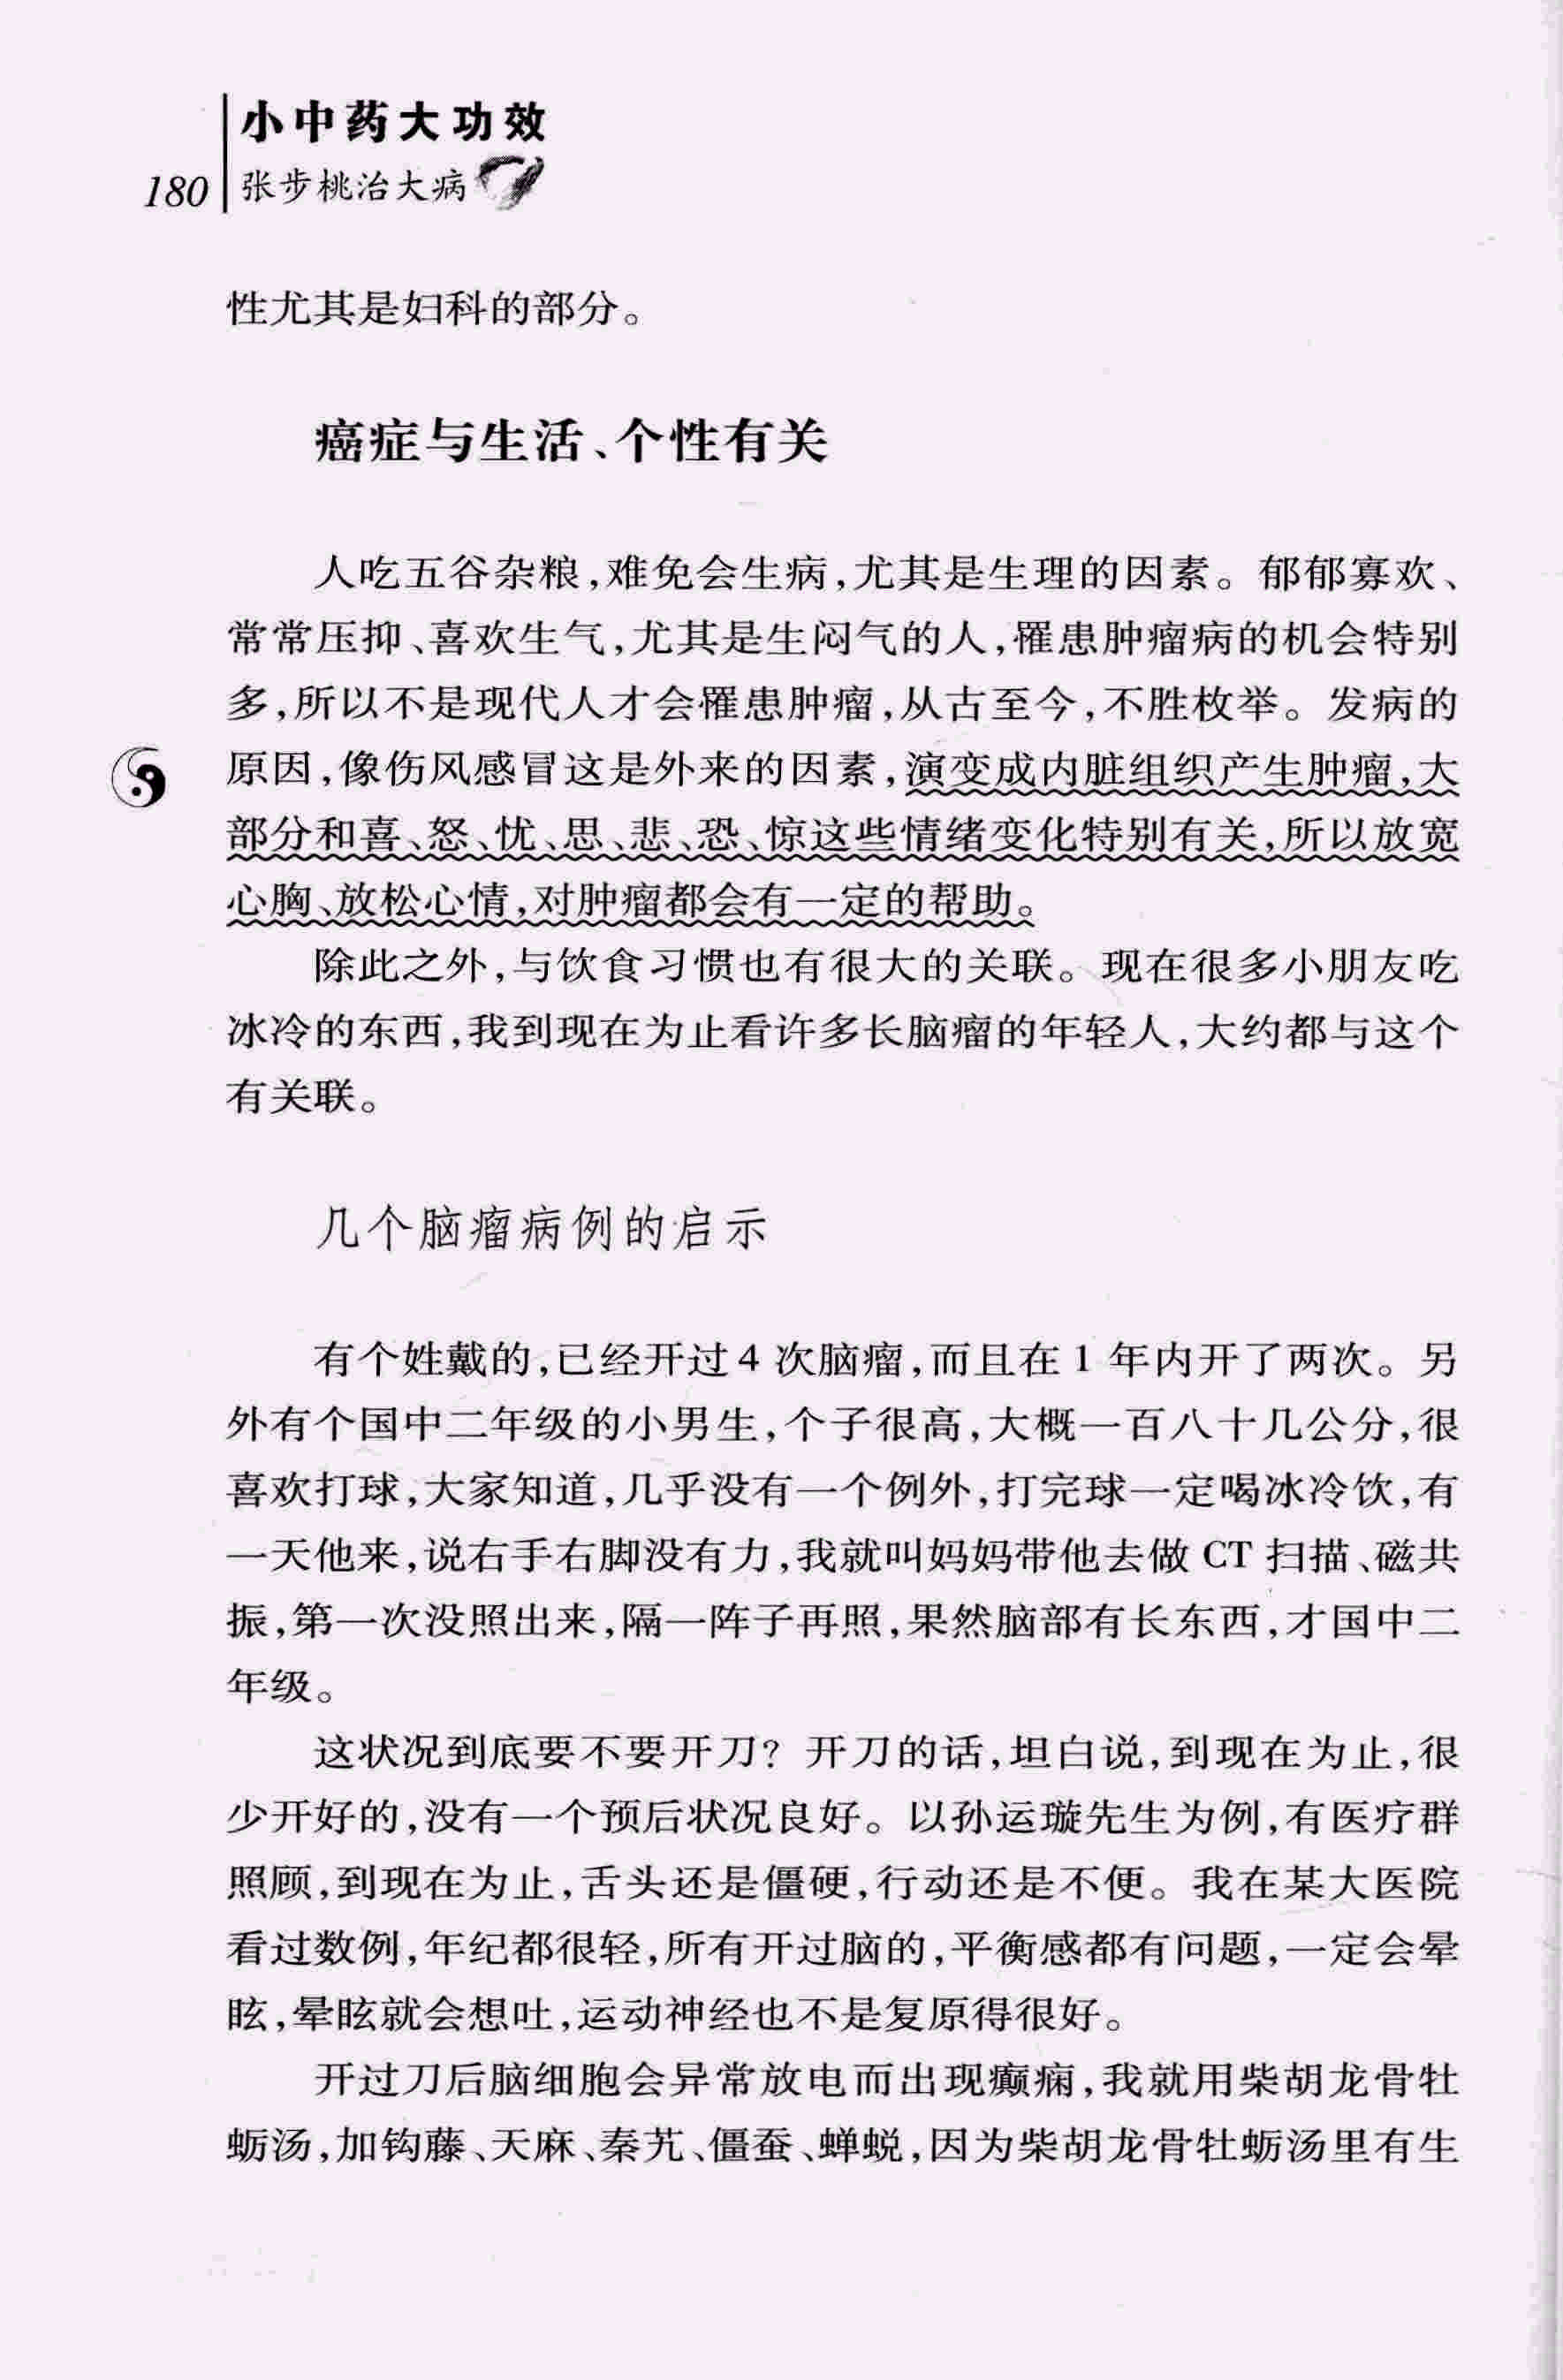 小中药大功效
180 张步桃治大病
性尤其是妇科的部分。
癌症与生活、个性有关
人吃五谷杂粮,难免会生病,尤其是生理的因素。郁郁寡欢、
常常压抑、喜欢生气,尤其是生闷气的人,罹患肿瘤病的机会特别
多,所以不是现代人才会罹患肿瘤,从古至今,不胜枚举。发病的
原因,像伤风感冒这是外来的因素,演变成内脏组织产生肿瘤,大
部分和喜、怒、忧、思、悲、恐、惊这些情绪变化特别有关,所以放宽
心胸、放松心情,对肿瘤都会有一定的帮助。
除此之外,与饮食习惯也有很大的关联。现在很多小朋友吃
冰冷的东西,我到现在为止看许多长脑瘤的年轻人,大约都与这个
有关联。
几个脑瘤病例的启示
有个姓戴的,已经开过4次脑瘤,而且在1年内开了两次。另
外有个国中二年级的小男生,个子很高,大概一百八十几公分,很
喜欢打球,大家知道,几乎没有一个例外,打完球一定喝冰冷饮,有
一天他来,说右手右脚没有力,我就叫妈妈带他去做CT扫描、磁共
振,第一次没照出来,隔一阵子再照,果然脑部有长东西,才国中二
年级。
这状况到底要不要开刀?开刀的话,坦白说,到现在为止,很
少开好的,没有一个预后状况良好。以孙运璇先生为例,有医疗群
照顾,到现在为止,舌头还是僵硬,行动还是不便。我在某大医院
看过数例,年纪都很轻,所有开过脑的,平衡感都有问题,一定会晕
眩,晕眩就会想吐,运动神经也不是复原得很好。
开过刀后脑细胞会异常放电而出现癫痫,我就用柴胡龙骨牡
蛎汤,加钩藤、天麻、秦艽、僵蚕、蝉蜕,因为柴胡龙骨牡蛎汤里有生